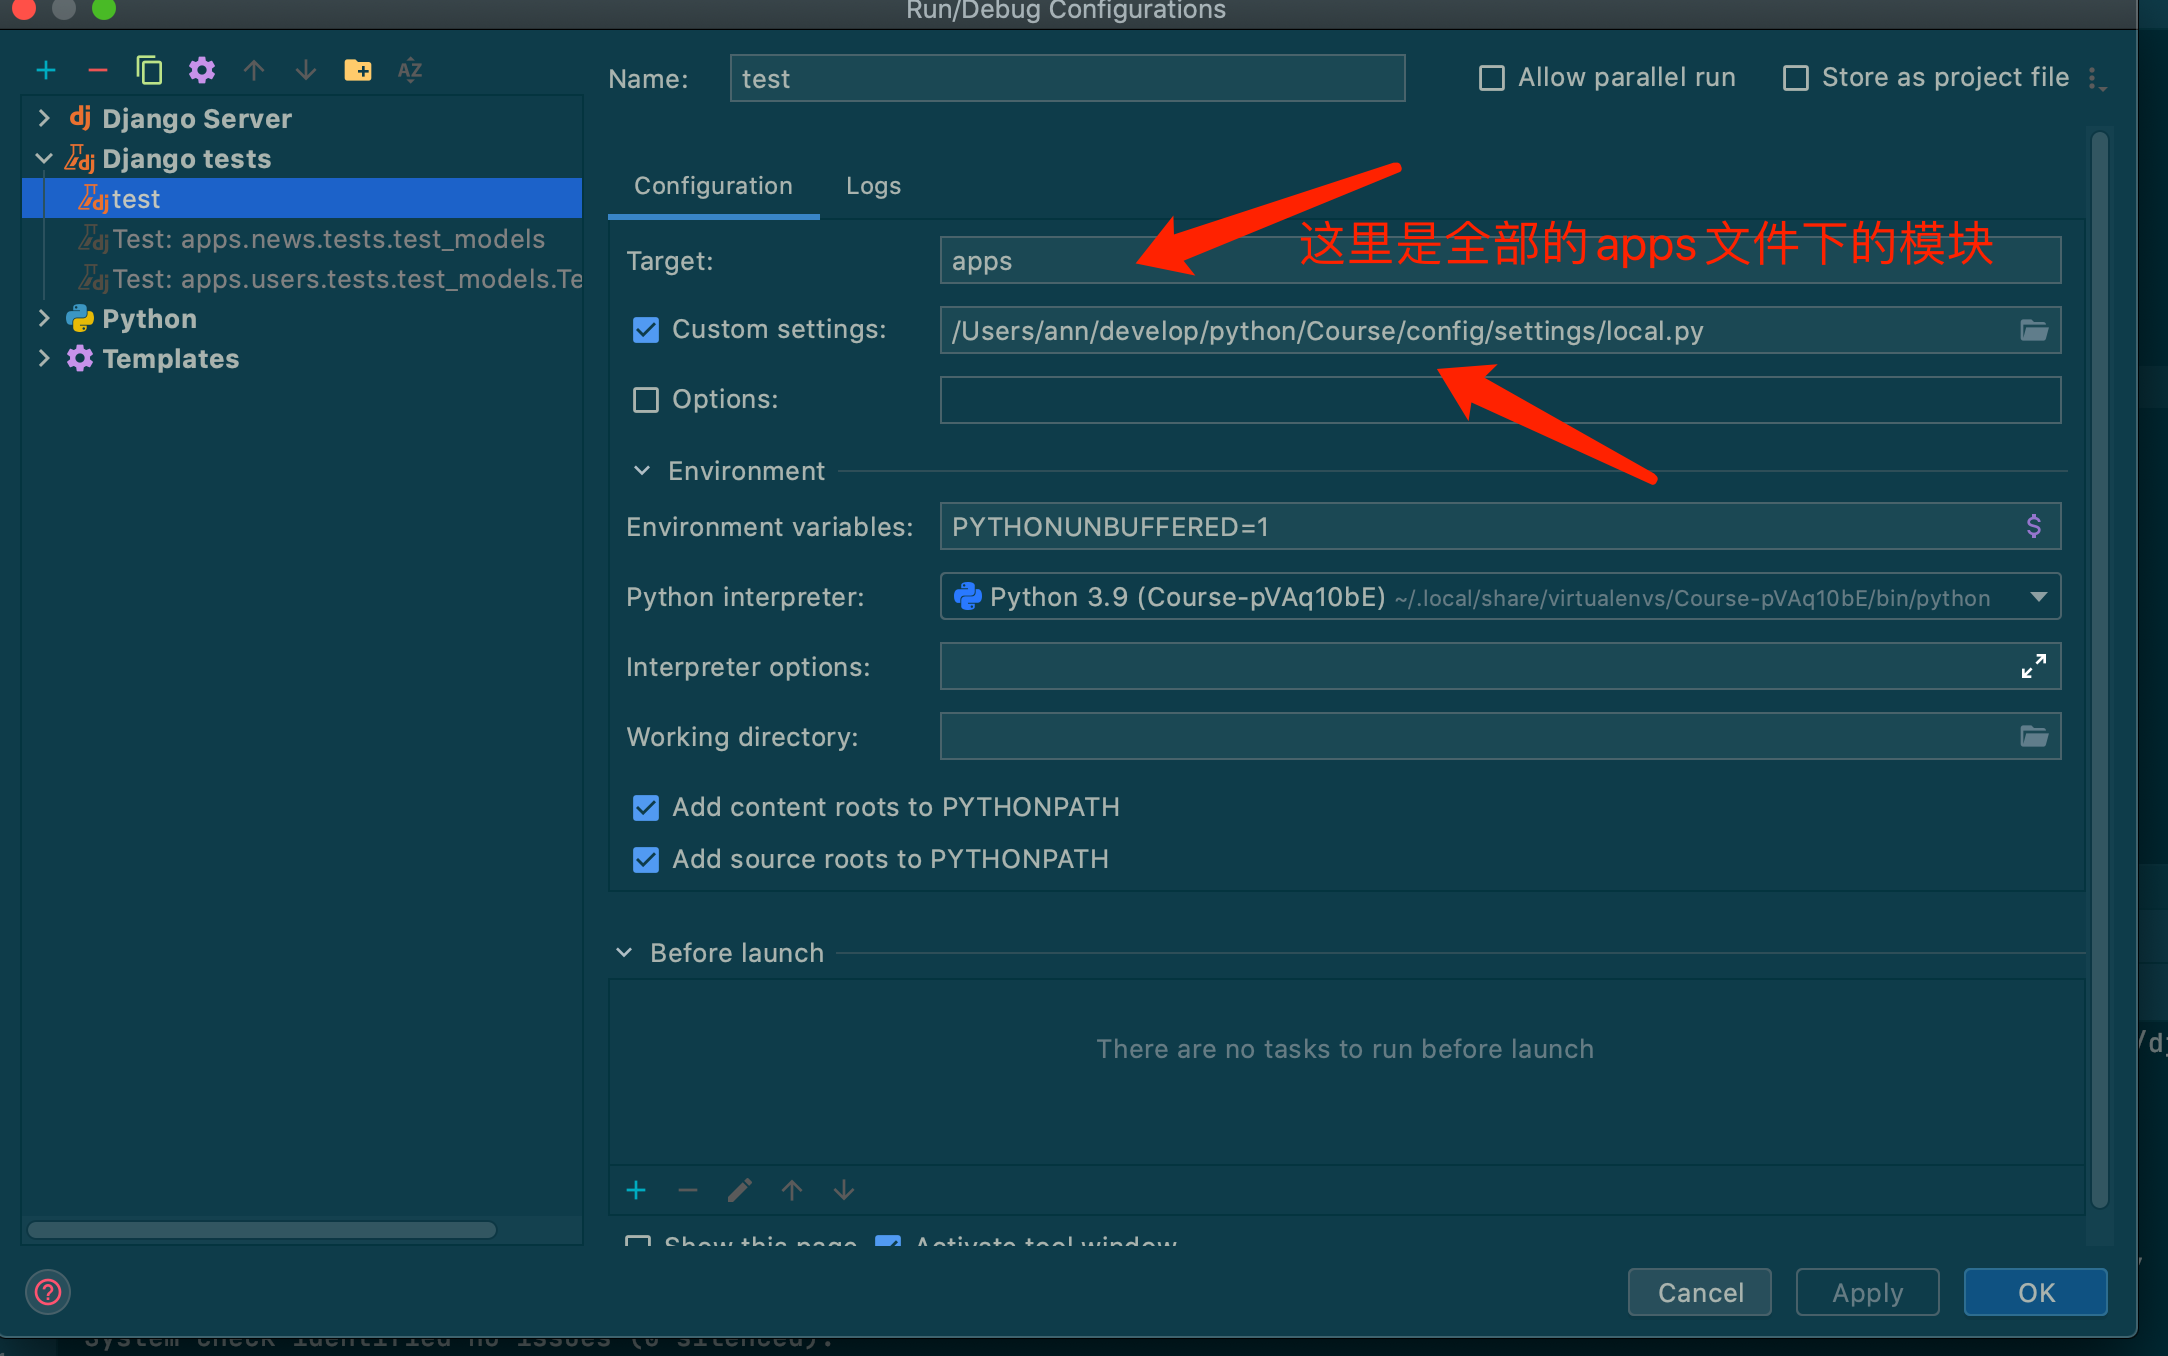 Run/Debug Configurations
Name: test
Allow parallel run
Store as project file
Django Server
Django tests
test
Test: apps.news.tests.test_models
Test: apps.users.tests.test_models.Te
Python
Templates
Configuration
Logs
Target: apps
这里是全部的apps文件下的模块
Custom settings: /Users/ann/develop/python/Course/config/settings/local.py
Options:
Environment
Environment variables: PYTHONUNBUFFERED=1
Python interpreter: Python 3.9 (Course-pVAq10bE) ~/.local/share/virtualenvs/Course-pVAq10bE/bin/python
Interpreter options:
Working directory:
Add content roots to PYTHONPATH
Add source roots to PYTHONPATH
Before launch
There are no tasks to run before launch
/dj
Show this page
Activate tool window
Cancel
Apply
OK
System check identified no issues (0 silenced).